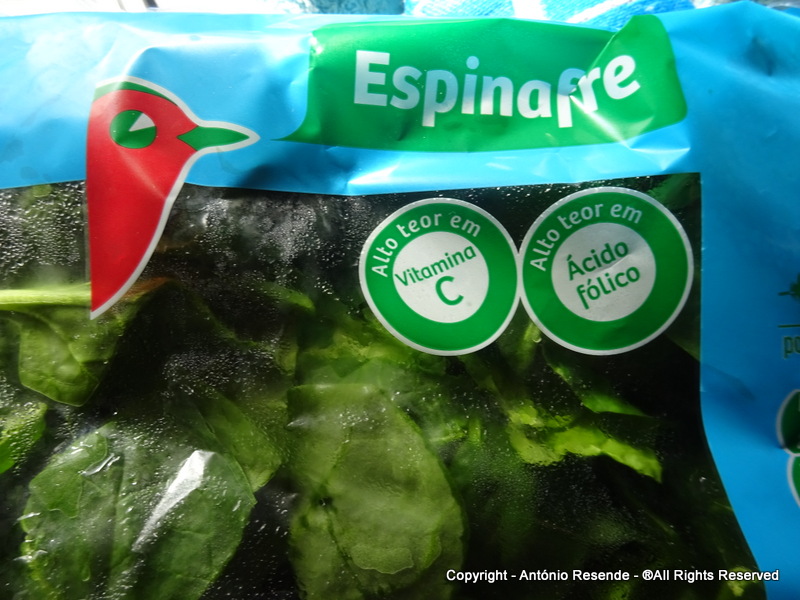 Espinafre
Alto teor em
Vitamina
C
Alto teor em
Ácido
fólico
Copyright - António Resende - ®All Rights Reserved